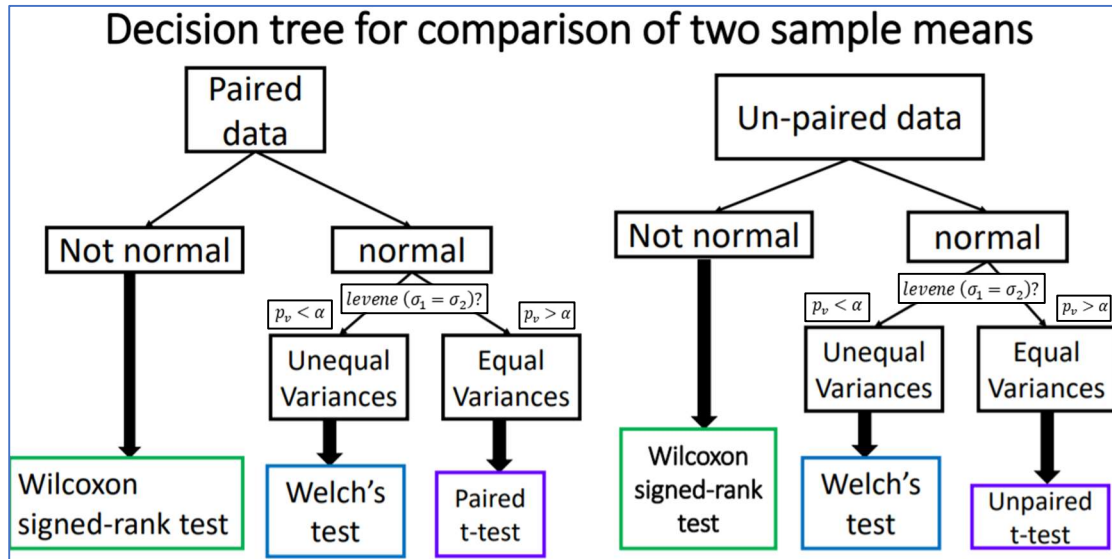 Decision tree for comparison of two sample means
Paired
data
Not normal
normal
levene (σ₁ = σ₂)?
pᵥ < α
pᵥ > α
Unequal
Variances
Equal
Variances
Wilcoxon
signed-rank test
Welch's
test
Paired
t-test
Un-paired data
Not normal
normal
levene (σ₁ = σ₂)?
pᵥ < α
pᵥ > α
Unequal
Variances
Equal
Variances
Wilcoxon
signed-rank
test
Welch's
test
Unpaired
t-test